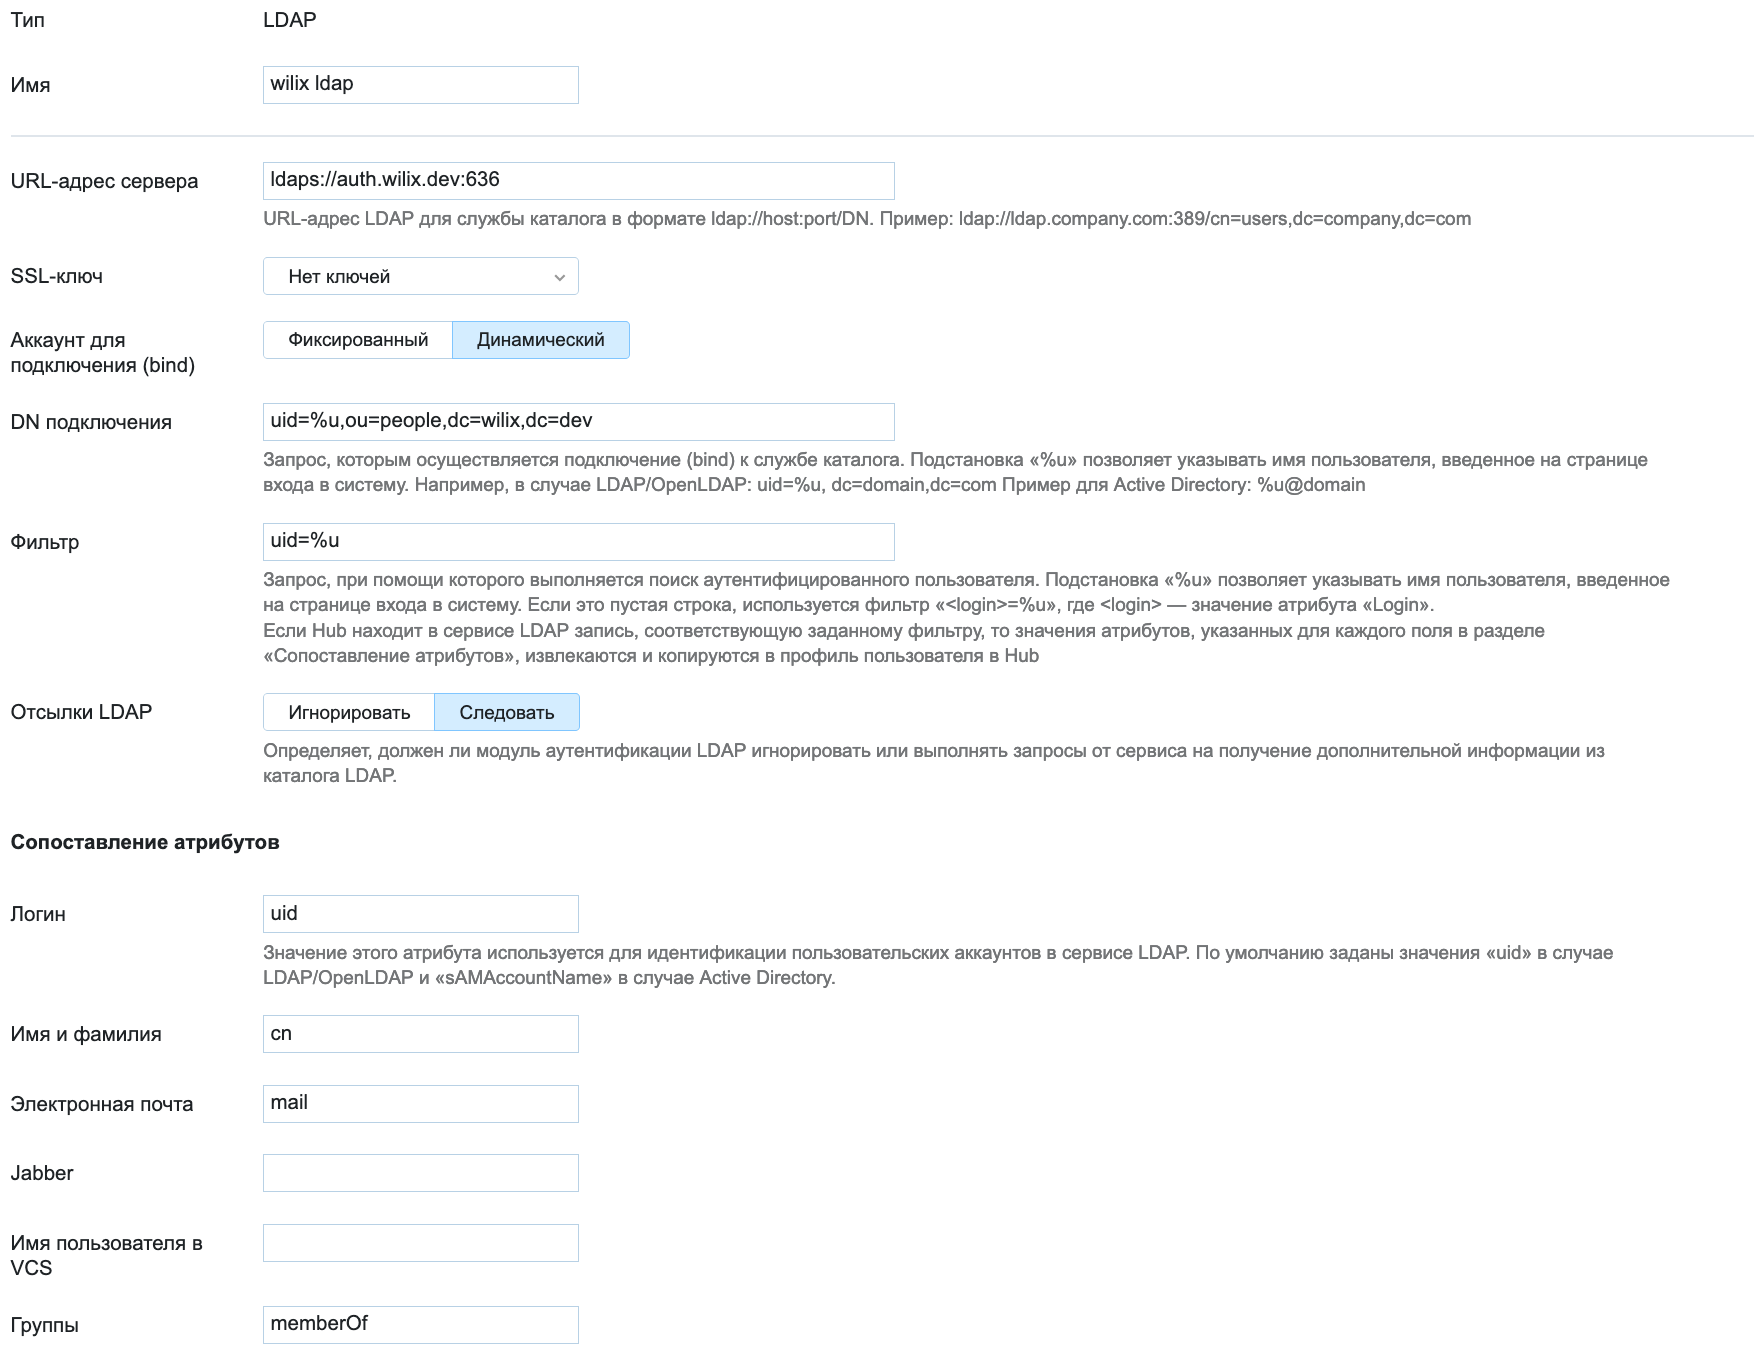 Тип LDAP
Имя wilix ldap
URL-адрес сервера ldaps://auth.wilix.dev:636
URL-адрес LDAP для службы каталога в формате ldap://host:port/DN. Пример: ldap://ldap.company.com:389/cn=users,dc=company,dc=com
SSL-ключ Нет ключей
Аккаунт для
подключения (bind)
Фиксированный Динамический
DN подключения uid=%u,ou=people,dc=wilix,dc=dev
Запрос, которым осуществляется подключение (bind) к службе каталога. Подстановка «%u» позволяет указывать имя пользователя, введенное на странице
входа в систему. Например, в случае LDAP/OpenLDAP: uid=%u, dc=domain,dc=com Пример для Active Directory: %u@domain
Фильтр uid=%u
Запрос, при помощи которого выполняется поиск аутентифицированного пользователя. Подстановка «%u» позволяет указывать имя пользователя, введенное
на странице входа в систему. Если это пустая строка, используется фильтр «<login>=%u», где <login> — значение атрибута «Login».
Если Hub находит в сервисе LDAP запись, соответствующую заданному фильтру, то значения атрибутов, указанных для каждого поля в разделе
«Сопоставление атрибутов», извлекаются и копируются в профиль пользователя в Hub
Отсылки LDAP Игнорировать Следовать
Определяет, должен ли модуль аутентификации LDAP игнорировать или выполнять запросы от сервиса на получение дополнительной информации из
каталога LDAP.
Сопоставление атрибутов
Логин uid
Значение этого атрибута используется для идентификации пользовательских аккаунтов в сервисе LDAP. По умолчанию заданы значения «uid» в случае
LDAP/OpenLDAP и «sAMAccountName» в случае Active Directory.
Имя и фамилия cn
Электронная почта mail
Jabber
Имя пользователя в
VCS
Группы memberOf